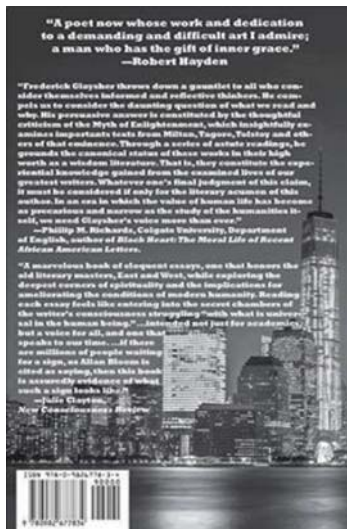 “A poet now whose work and dedication
to a demanding and difficult art I admire;
a man who has the gift of inner grace.”
—Robert Hayden
“Frederick Glaysher throws down a gauntlet to all who con-
sider themselves informed and reflective thinkers. He com-
pels us to consider the daunting question of what we read and
why. His persuasive answer is constituted by the thoughtful
criticism of the Myth of Enlightenment, which insightfully ex-
amines important texts from Milton, Tagore, Tolstoy and oth-
ers of that eminence. Through a series of astute readings, he
grounds the canonical status of these works in their high
worth as a wisdom literature. That is, they constitute the expe-
riential knowledge gained from the examined lives of our
greatest writers. Whatever one's final judgment of this claim,
it must be considered if only for the literary acumen of this
author. In an era in which the value of human life has become
as precarious and narrow as the study of the humanities it-
self, we need Glaysher's voice more than ever.”
—Phillip M. Richards, Colgate University, Department
of English, author of Black Heart: The Moral Life of Recent
African American Letters.
“A marvelous book of eloquent essays, one that honors the
old literary masters, East and West, while exploring the
deepest corners of spirituality and the implications for
ameliorating the conditions of modern humanity. Reading
each essay feels like entering into the secret chambers of
the writer's consciousness struggling “with what is univer-
sal in the human being.” ...intended not just for academics,
but a voice for all, and one that
speaks to our time. ...if there
are millions of people waiting
for a sign, as Allan Bloom is
cited as saying, then this book
is assuredly evidence of what
such a sign looks like.”
—Julie Clayton,
New Consciousness Review
ISBN 978-0-9826778-3-4
90000
9 780982 677834